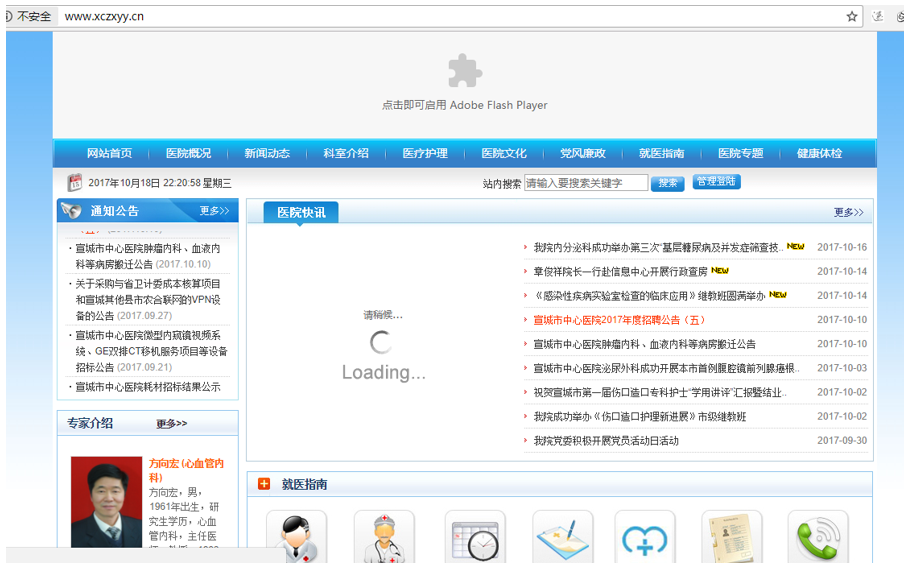 不安全 www.xczxyy.cn
点击即可启用 Adobe Flash Player
网站首页 医院概况 新闻动态 科室介绍 医疗护理 医院文化 党风廉政 就医指南 医院专题 健康体检
2017年10月18日 22:20:58 星期三
站内搜索 请输入要搜索关键字 搜索 管理登陆
通知公告 更多>>
· 宣城市中心医院肿瘤内科、血液内
科等病房搬迁公告 (2017.10.10)
· 关于采购与省卫计委成本核算项目
和宣城其他县市农合联网的VPN设
备的公告 (2017.09.27)
· 宣城市中心医院微型内窥镜视频系
统、GE双排CT移机服务项目等设备
招标公告 (2017.09.21)
· 宣城市中心医院耗材招标结果公示
医院快讯 更多>>
请稍候...
Loading...
我院内分泌科成功举办第三次“基层糖尿病及并发症筛查技.. NEW 2017-10-16
章俊祥院长一行赴信息中心开展行政查房 NEW 2017-10-14
《感染性疾病实验室检查的临床应用》继教班圆满举办 NEW 2017-10-14
宣城市中心医院2017年度招聘公告（五） 2017-10-10
宣城市中心医院肿瘤内科、血液内科等病房搬迁公告 2017-10-10
宣城市中心医院泌尿外科成功开展本市首例腹腔镜前列腺癌根.. 2017-10-03
祝贺宣城市第一届伤口造口专科护士“学用讲评”汇报暨结业.. 2017-10-02
我院成功举办《伤口造口护理新进展》市级继教班 2017-10-02
我院党委积极开展党员活动日活动 2017-09-30
专家介绍 更多>>
方向宏 (心血管内
科)
方向宏，男，
1961年出生，研
究生学历，心血
管内科，主任医
就医指南